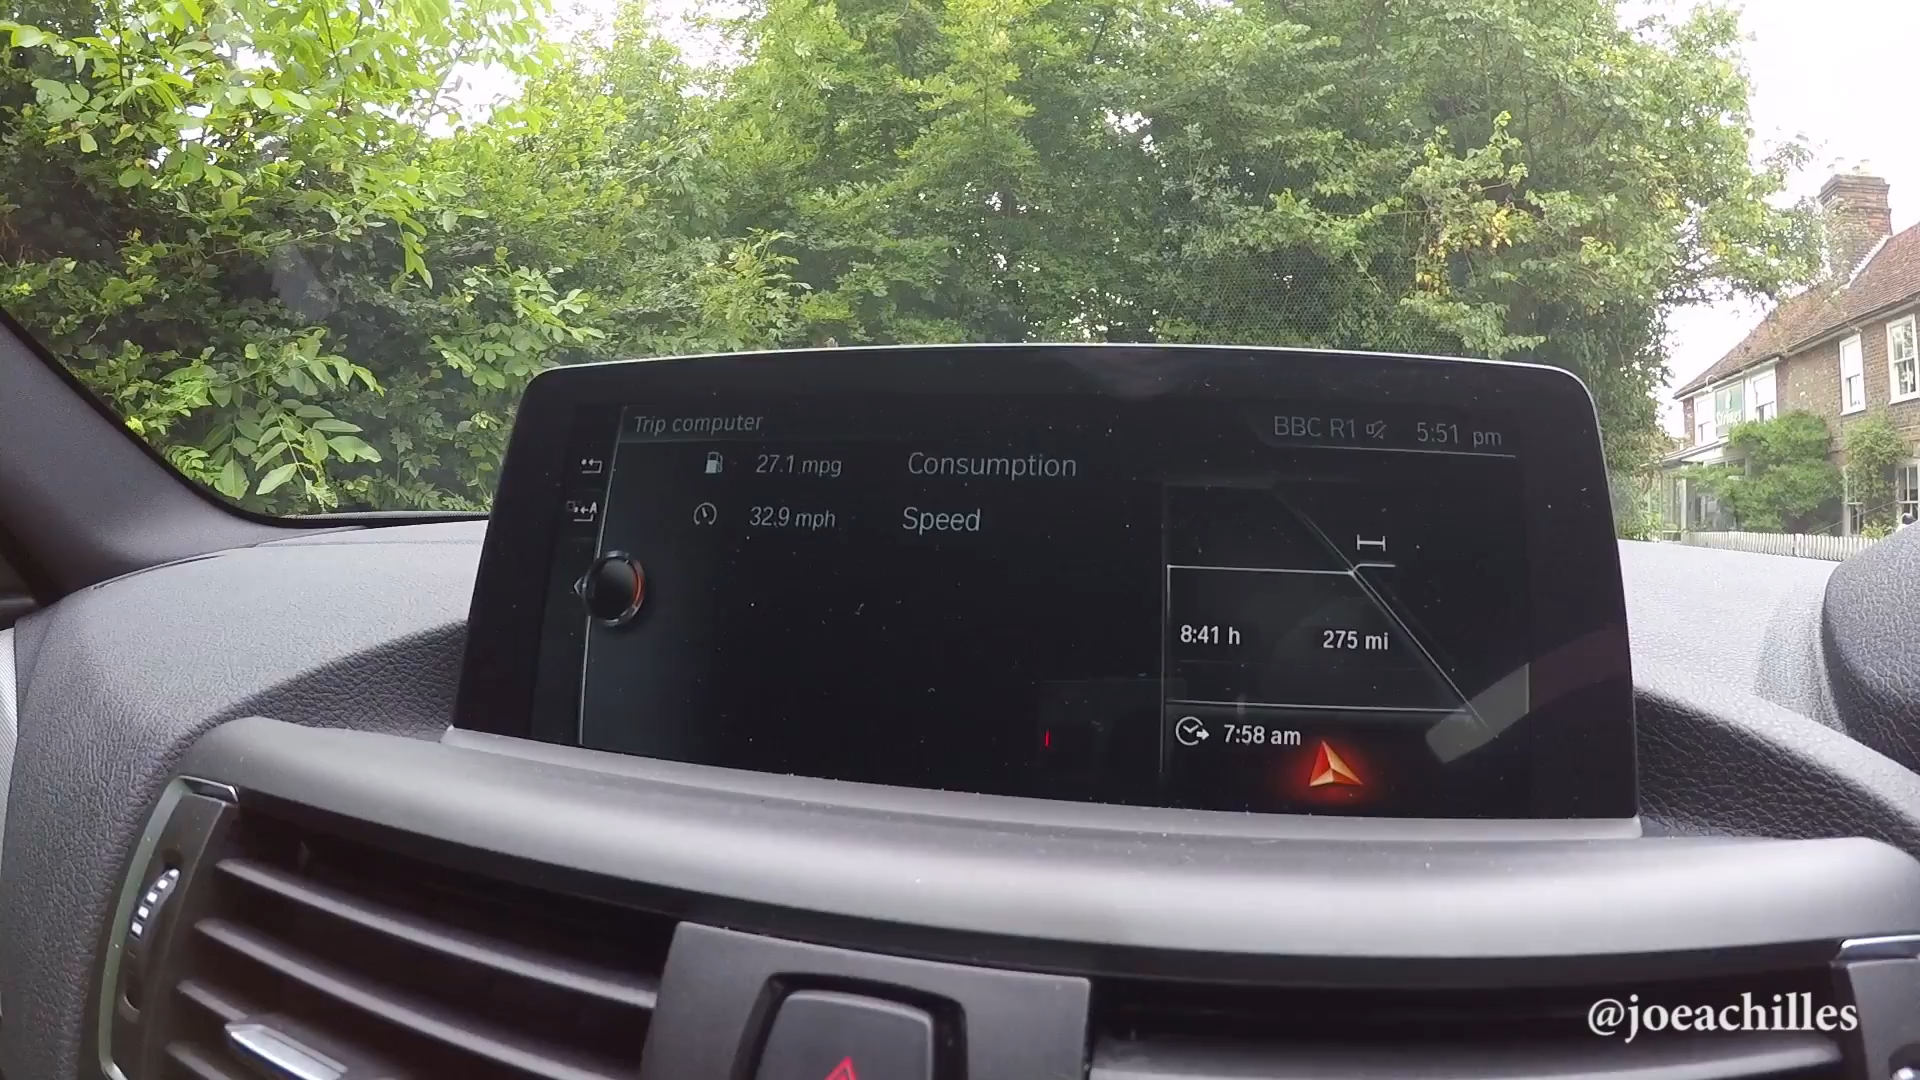 Trip computer
BBC R1
5:51 pm
27.1 mpg Consumption
32.9 mph Speed
8:41 h 275 mi
7:58 am
@joeachilles